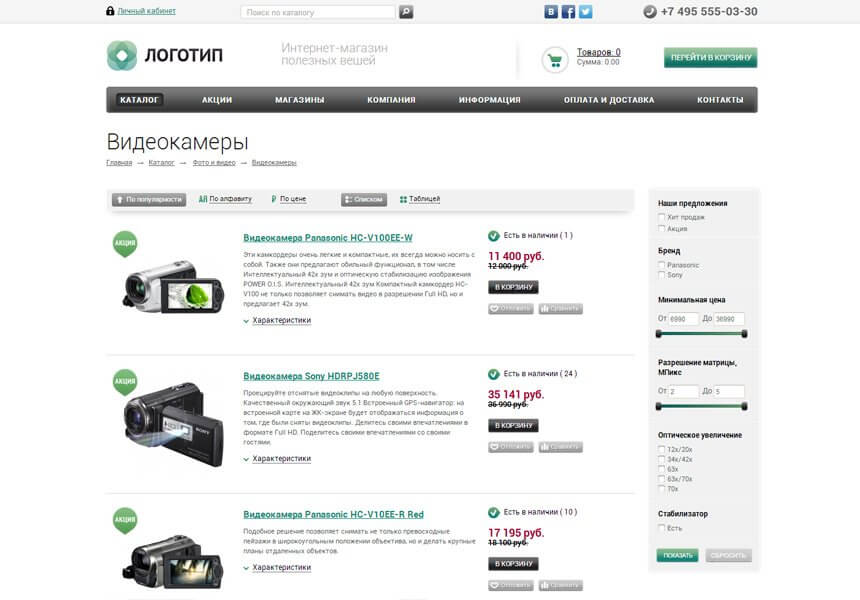 Личный кабинет
Поиск по каталогу
+7 495 555-03-30
ЛОГОТИП
Интернет-магазин
полезных вещей
Товаров: 0
Сумма: 0.00
ПЕРЕЙТИ В КОРЗИНУ
КАТАЛОГ АКЦИИ МАГАЗИНЫ КОМПАНИЯ ИНФОРМАЦИЯ ОПЛАТА И ДОСТАВКА КОНТАКТЫ
Видеокамеры
Главная → Каталог → Фото и видео → Видеокамеры
По популярности По алфавиту По цене Списком Таблицей
АКЦИЯ
Видеокамера Panasonic HC-V100EE-W
Эти камкордеры очень легкие и компактные, их всегда можно носить с
собой. Также они предлагают обильный функционал, в том числе
Интеллектуальный 42x зум и оптическую стабилизацию изображения
POWER O.I.S. Интеллектуальный 42x зум Компактный камкордер HC-
V100 не только позволяет снимать видео в разрешении Full HD, но и
предлагает 42x зум.
Характеристики
Есть в наличии ( 1 )
11 400 руб.
12 000 руб.
В КОРЗИНУ
Отложить Сравнить
АКЦИЯ
Видеокамера Sony HDRPJ580E
Проецируйте отснятые видеоклипы на любую поверхность.
Качественный окружающий звук 5.1 Встроенный GPS-навигатор: на
встроенной карте на ЖК-экране будет отображаться информация о
том, где были сняты видеоклипы. Делитесь своими впечатлениями в
формате Full HD. Поделитесь своими впечатлениями со своими
гостями.
Характеристики
Есть в наличии ( 24 )
35 141 руб.
36 990 руб.
В КОРЗИНУ
Отложить Сравнить
АКЦИЯ
Видеокамера Panasonic HC-V10EE-R Red
Подобное решение позволяет снимать не только превосходные
пейзажи в широкоугольном положении объектива, но и делать крупные
планы отдаленных объектов.
Характеристики
Есть в наличии ( 10 )
17 195 руб.
18 100 руб.
В КОРЗИНУ
Отложить Сравнить
Наши предложения
Хит продаж
Акция
Бренд
Panasonic
Sony
Минимальная цена
От 6990 До 36990
Разрешение матрицы,
МПикс
От 2 До 5
Оптическое увеличение
12x/20x
34x/42x
63x
63x/70x
70x
Стабилизатор
Есть
ПОКАЗАТЬ СБРОСИТЬ